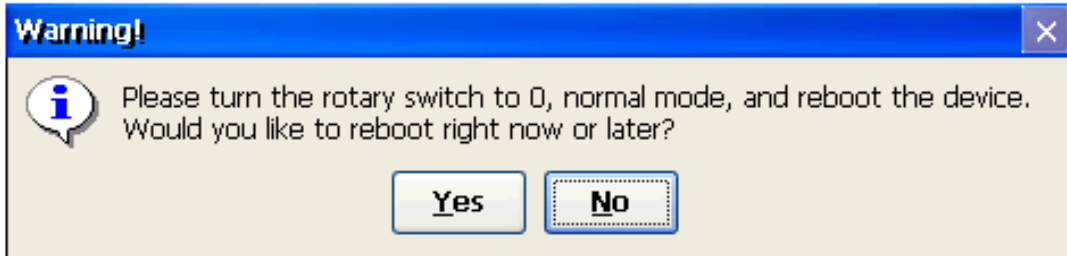 Warning!
Please turn the rotary switch to 0, normal mode, and reboot the device.
Would you like to reboot right now or later?
Yes
No